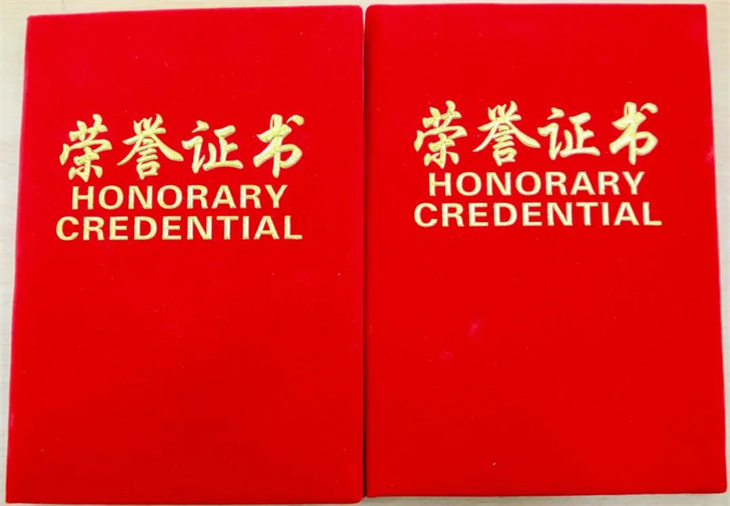 荣誉证书
HONORARY
CREDENTIAL
荣誉证书
HONORARY
CREDENTIAL